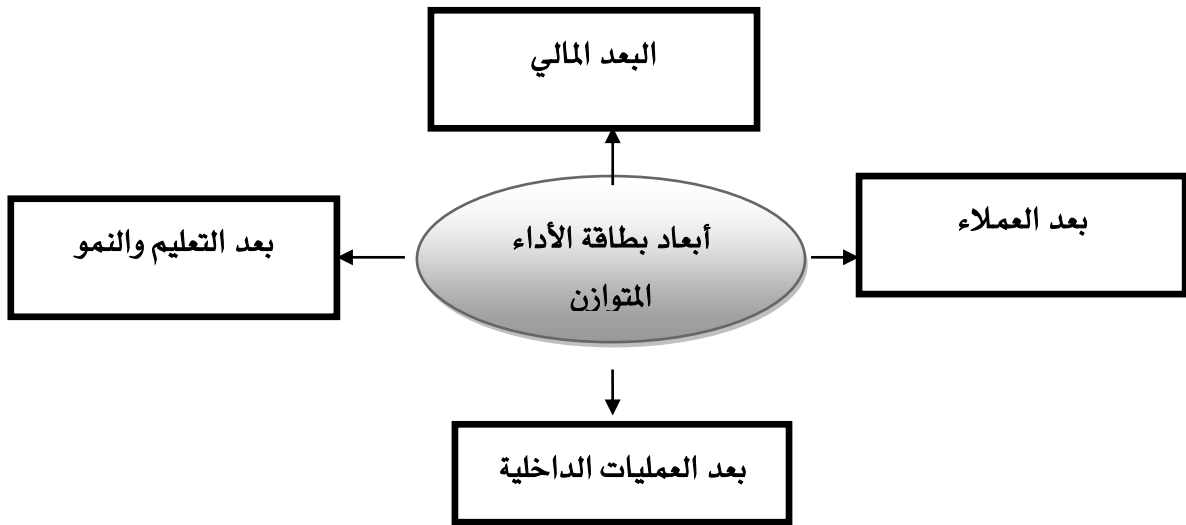 البعد المالي
بعد العملاء
أبعاد بطاقة الأداء
المتوازن
بعد التعليم والنمو
بعد العمليات الداخلية